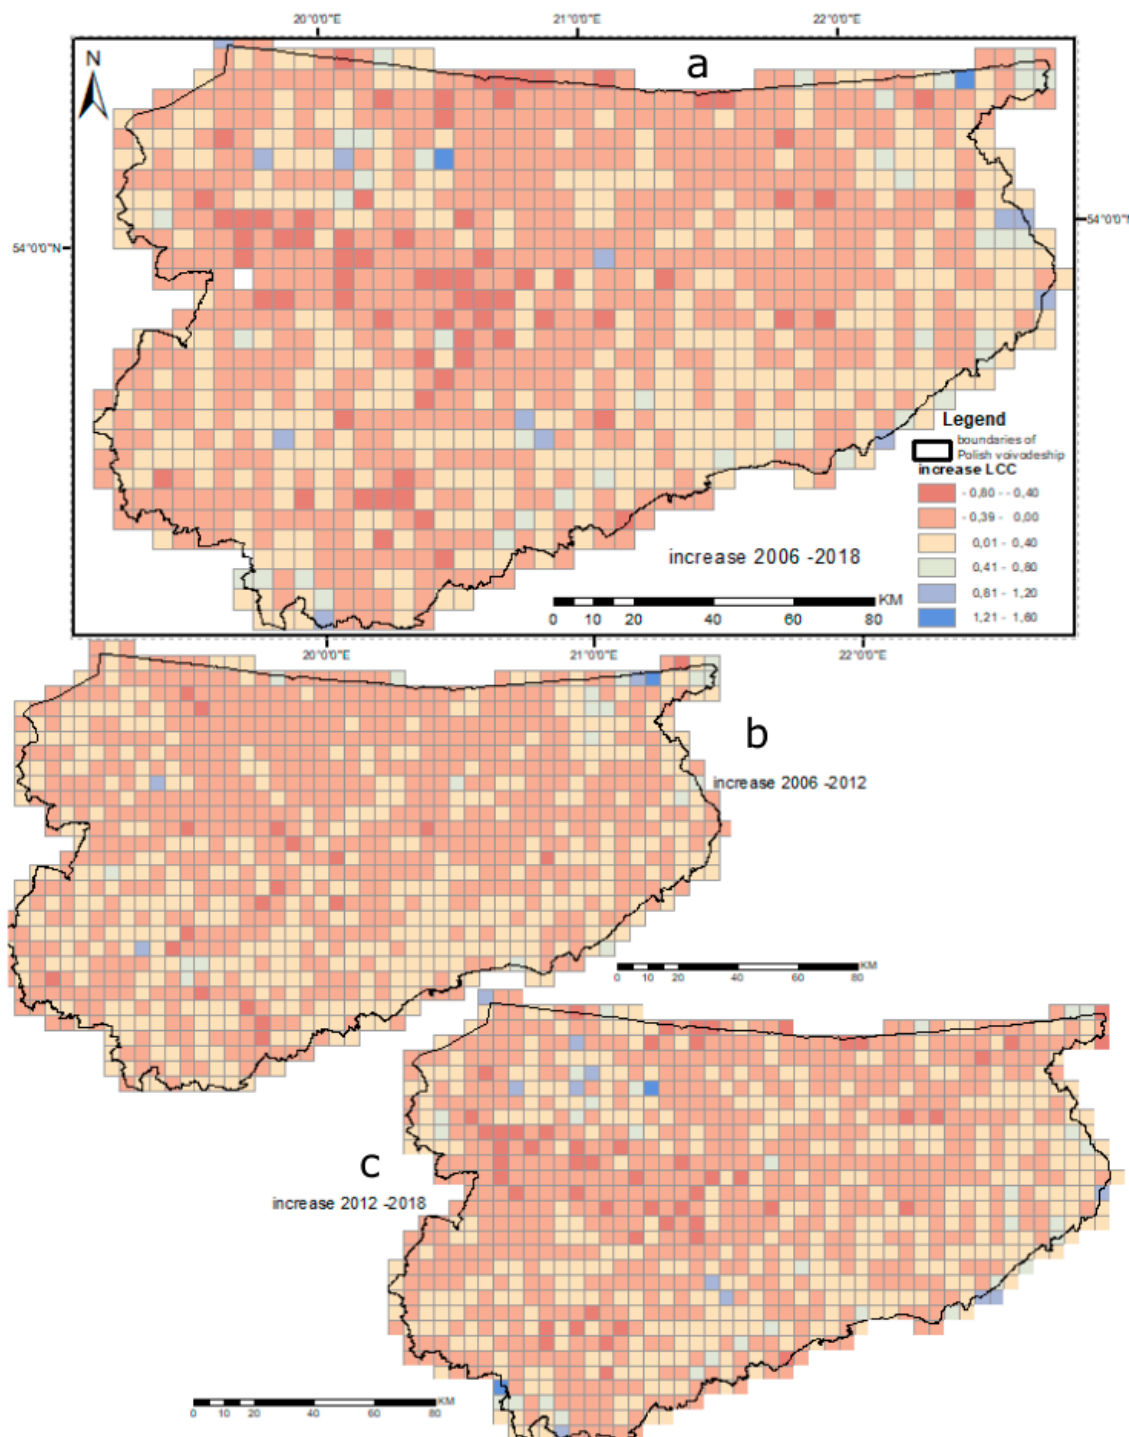 20°0'0"E 21°0'0"E 22°0'0"E
N
a
54°0'0"N
54°0'0"N
Legend
boundaries of
Polish voivodeship
increase LCC
- 0,80 - - 0,40
- 0,39 - 0,00
0,01 - 0,40
0,41 - 0,80
0,81 - 1,20
1,21 - 1,60
increase 2006 -2018
KM
0 10 20 40 60 80
20°0'0"E 21°0'0"E 22°0'0"E
b
increase 2006 -2012
KM
0 10 20 40 60 80
c
increase 2012 -2018
KM
0 10 20 40 60 80